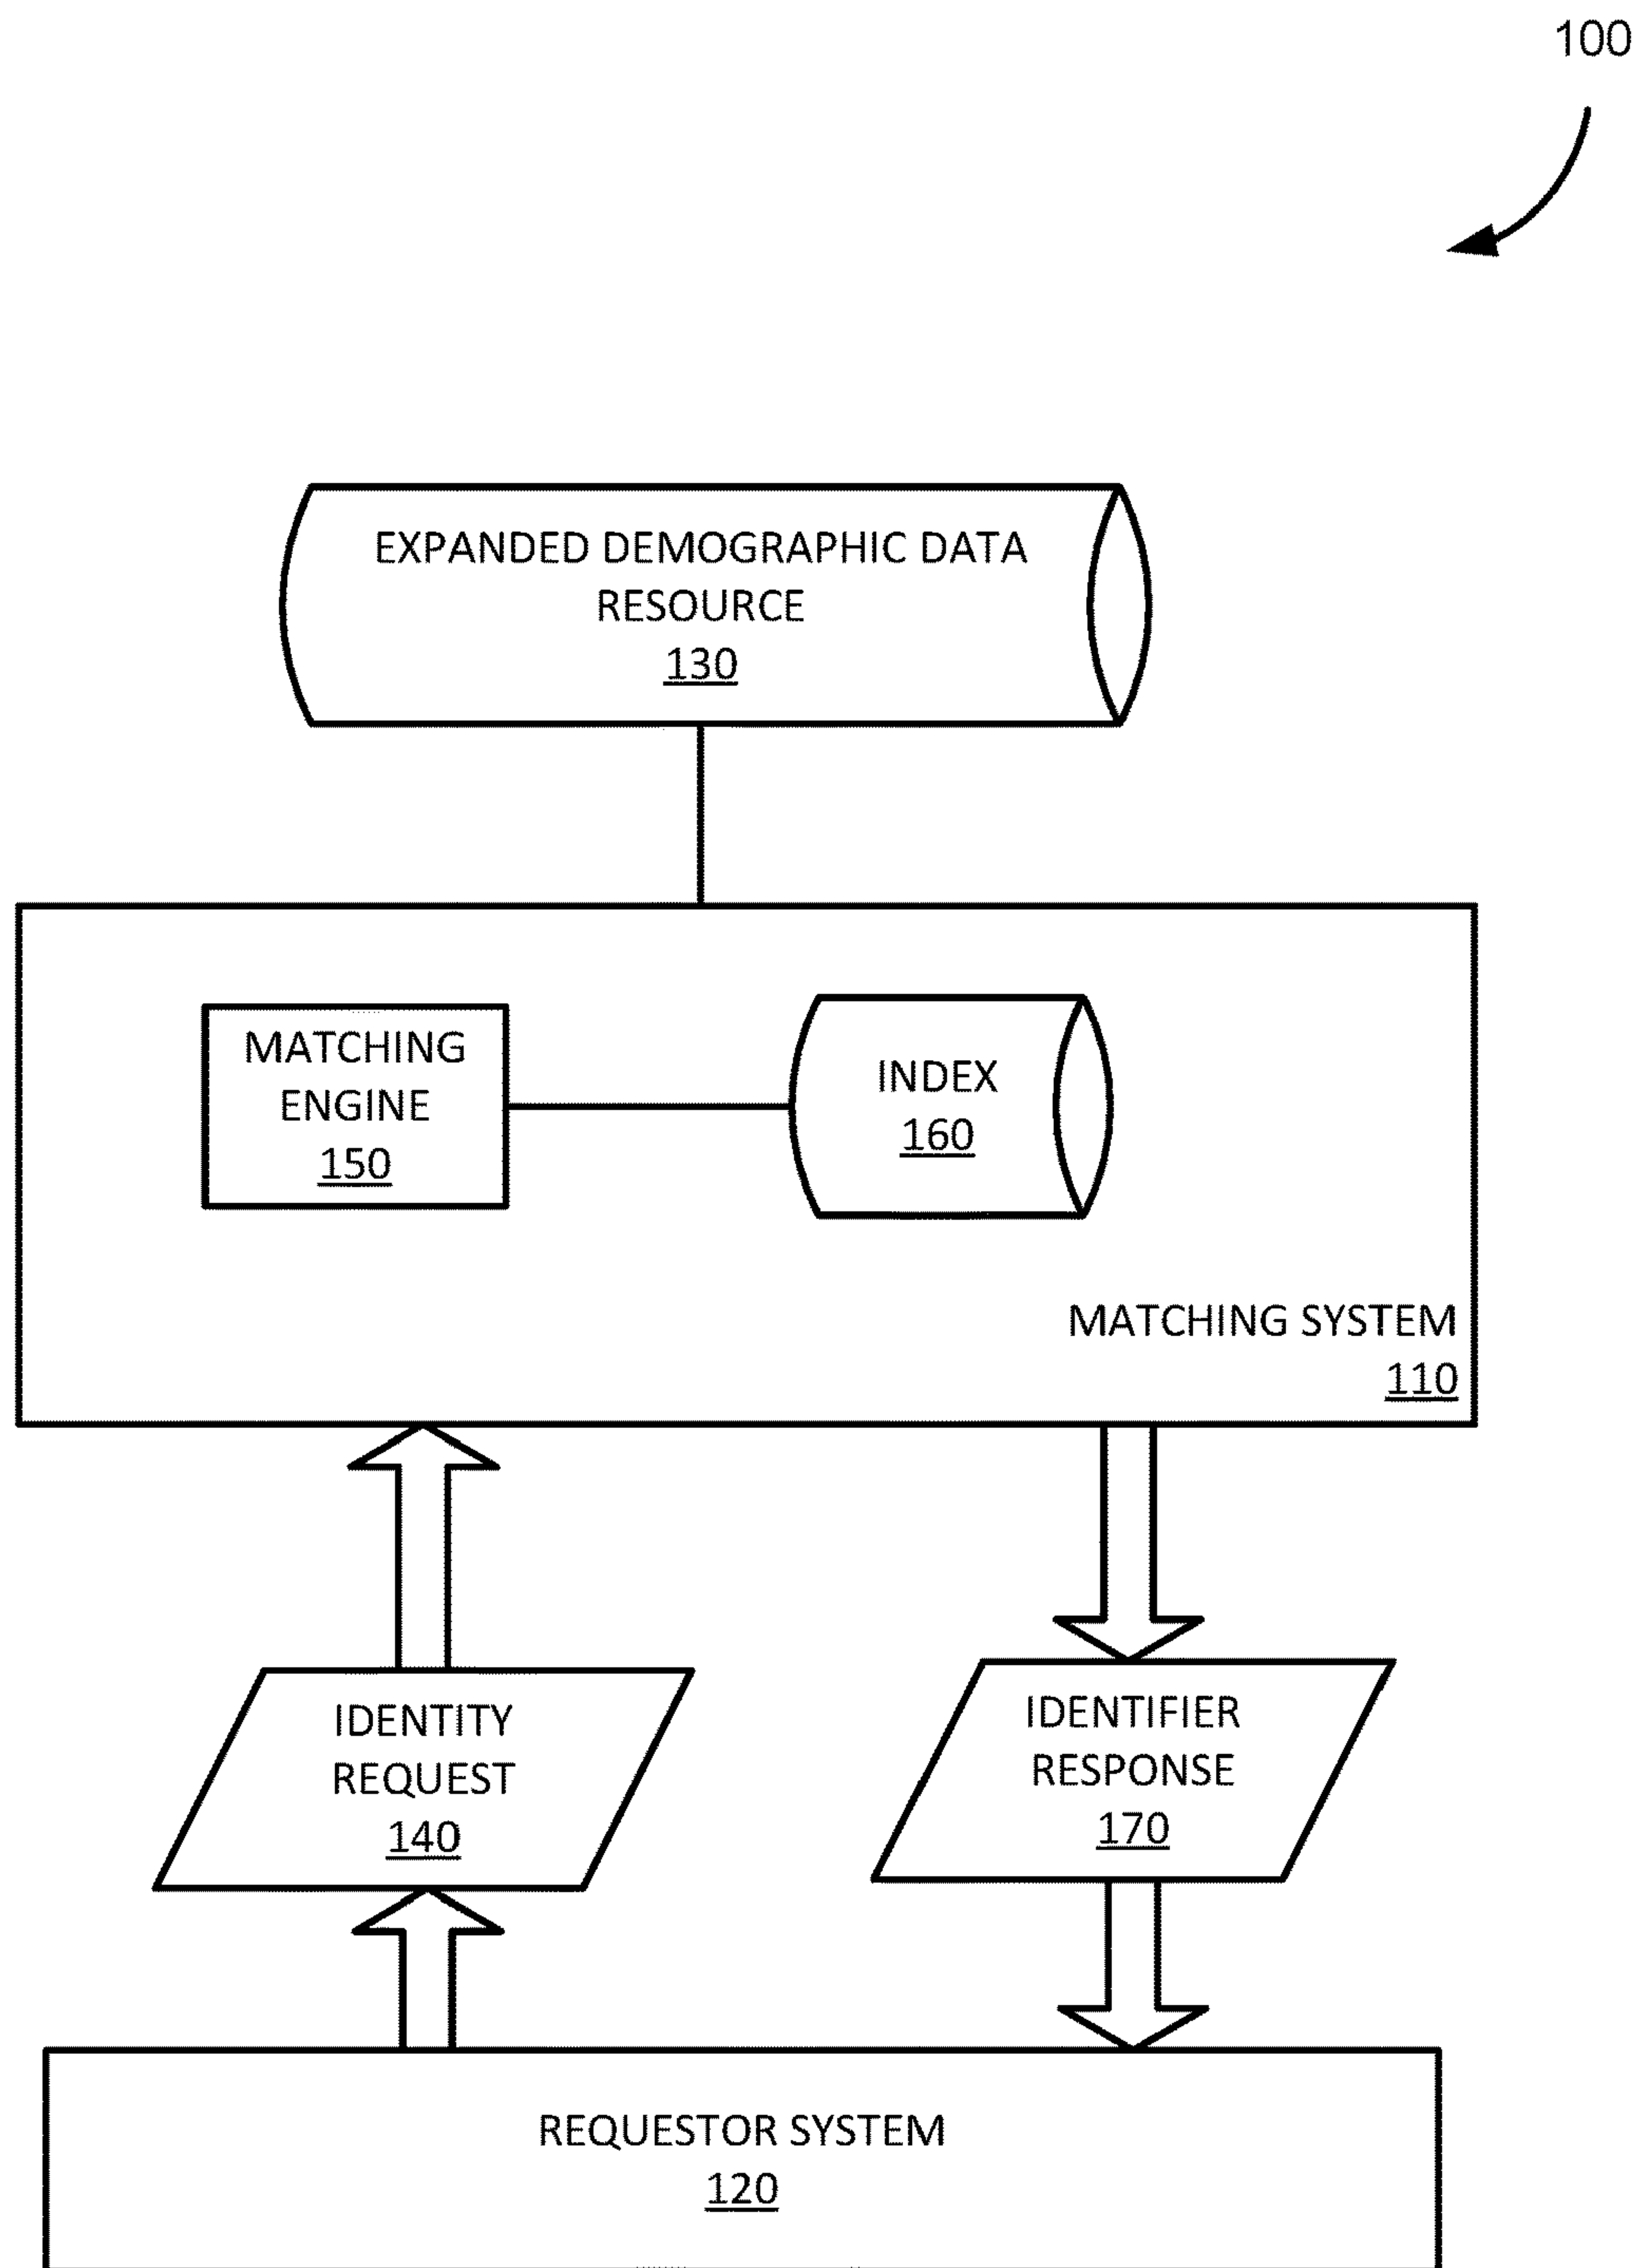 100
EXPANDED DEMOGRAPHIC DATA
RESOURCE
130
MATCHING
ENGINE
150
INDEX
160
MATCHING SYSTEM
110
IDENTITY
REQUEST
140
IDENTIFIER
RESPONSE
170
REQUESTOR SYSTEM
120